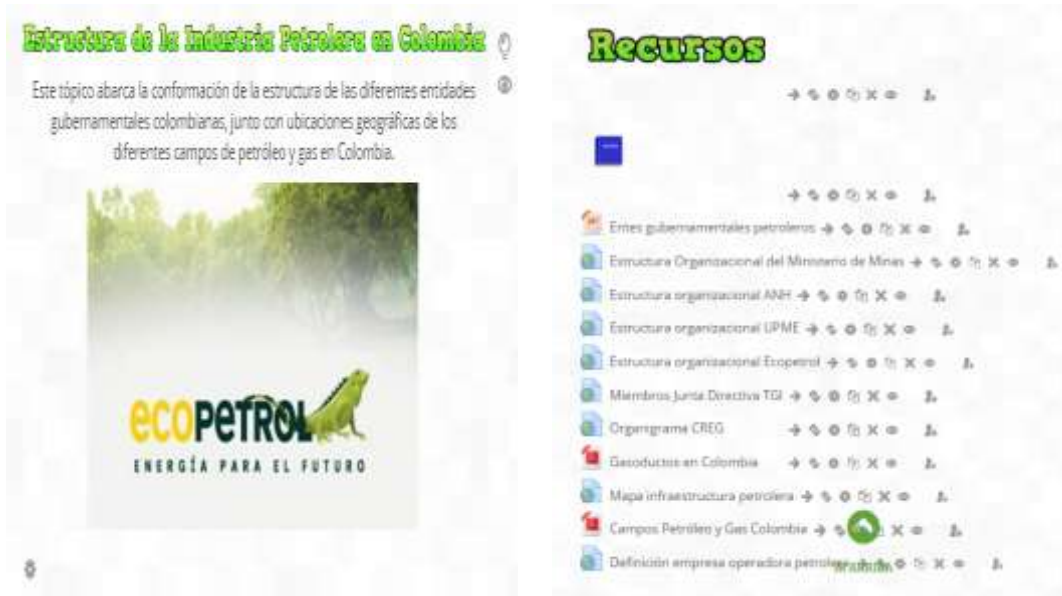 Estructura de la Industria Petrolera en Colombia
Este tópico abarca la conformación de la estructura de las diferentes entidades
gubernamentales colombianas, junto con ubicaciones geográficas de los
diferentes campos de petróleo y gas en Colombia.
ecopetrol
ENERGÍA PARA EL FUTURO
Recursos
Entes gubernamentales petroleros
Estructura Organizacional del Ministerio de Minas
Estructura organizacional ANH
Estructura organizacional UPME
Estructura organizacional Ecopetrol
Miembros Junta Directiva TGI
Organigrama CREG
Gasoductos en Colombia
Mapa infraestructura petrolera
Campos Petróleo y Gas Colombia
Definición empresa operadora petrolera